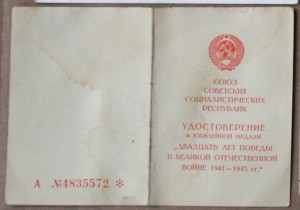 А №4835572 ✻
СОЮЗ
СОВЕТСКИХ
СОЦИАЛИСТИЧЕСКИХ
РЕСПУБЛИК
УДОСТОВЕРЕНИЕ
К ЮБИЛЕЙНОЙ МЕДАЛИ
„ДВАДЦАТЬ ЛЕТ ПОБЕДЫ
В ВЕЛИКОЙ ОТЕЧЕСТВЕННОЙ
ВОЙНЕ 1941—1945 гг."